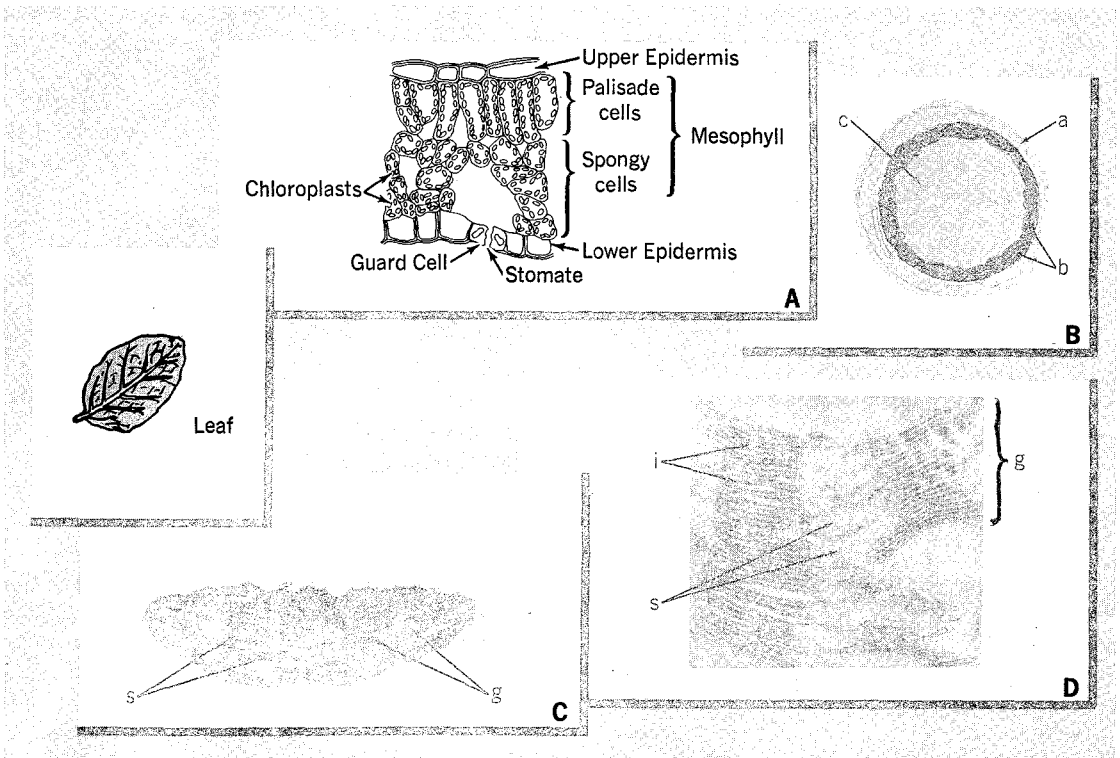 Upper Epidermis
Palisade
cells
Mesophyll
Spongy
cells
Chloroplasts
Lower Epidermis
Guard Cell
Stomate
A
c
a
b
B
Leaf
i
g
s
D
s
g
C